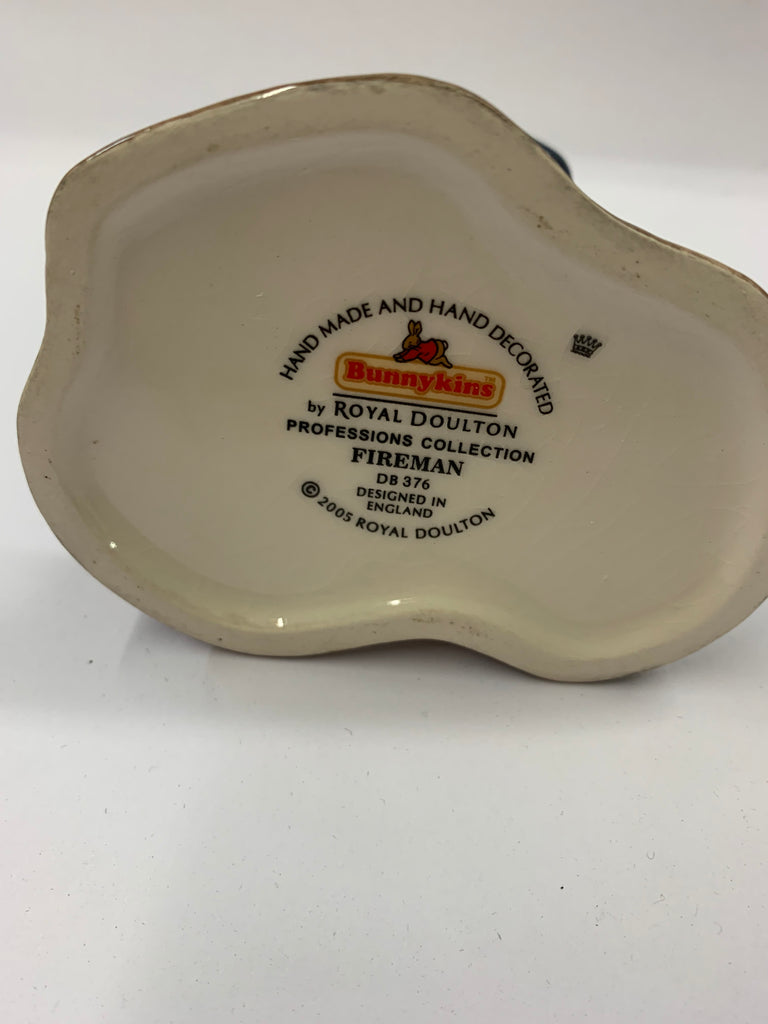 HAND MADE AND HAND DECORATED
Bunnykins™
by ROYAL DOULTON
PROFESSIONS COLLECTION
FIREMAN
DB 376
DESIGNED IN
ENGLAND
© 2005 ROYAL DOULTON